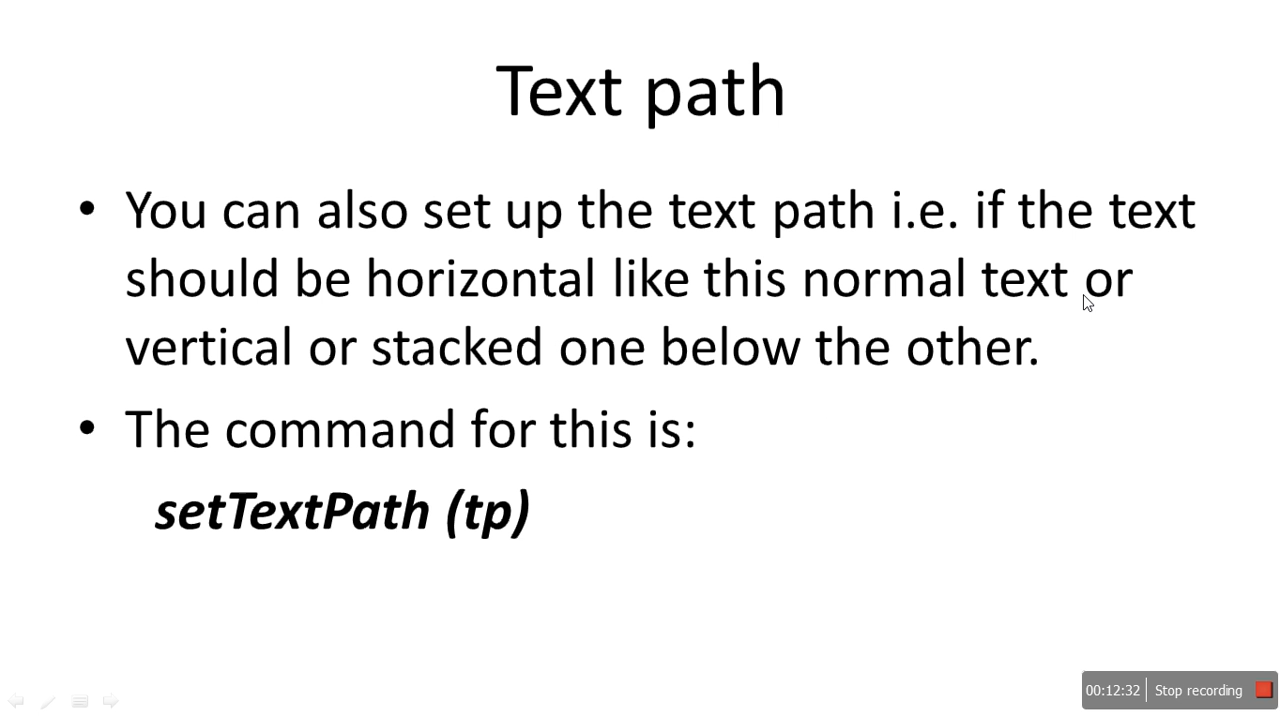 Text path
• You can also set up the text path i.e. if the text
should be horizontal like this normal text or
vertical or stacked one below the other.
• The command for this is:
setTextPath (tp)
00:12:32 Stop recording